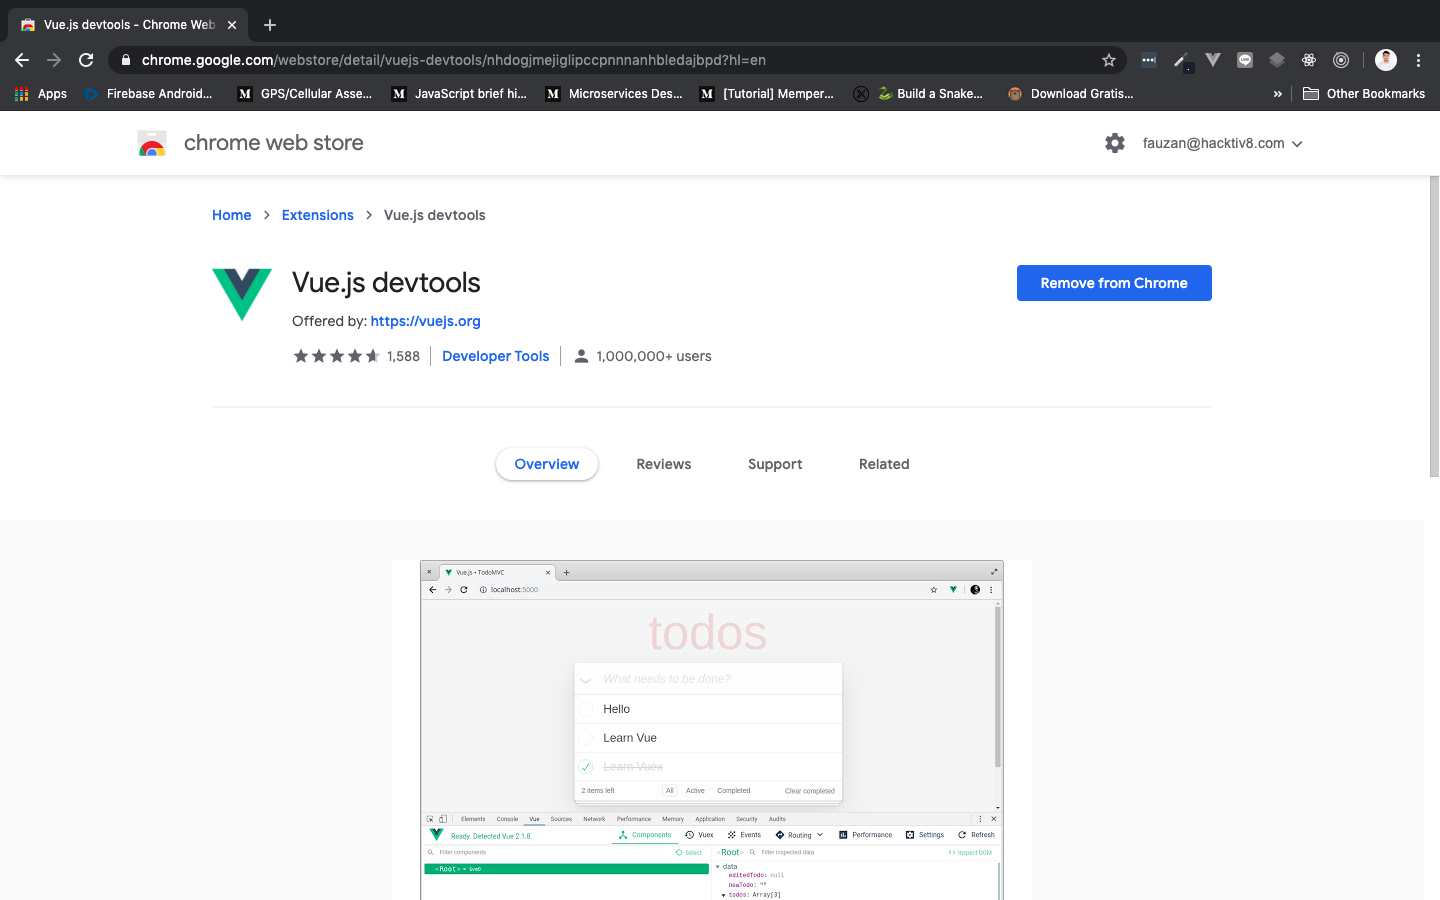 Vue.js devtools - Chrome Web
chrome.google.com/webstore/detail/vuejs-devtools/nhdogjmejiglipccpnnnanhbledajbpd?hl=en
Apps Firebase Android... GPS/Cellular Asse... JavaScript brief hi... Microservices Des... [Tutorial] Memper... Build a Snake... Download Gratis... » Other Bookmarks
chrome web store fauzan@hacktiv8.com
Home > Extensions > Vue.js devtools
Vue.js devtools
Remove from Chrome
Offered by: https://vuejs.org
1,588 Developer Tools 1,000,000+ users
Overview Reviews Support Related
Vue.js • TodoMVC
localhost:5000
todos
What needs to be done?
Hello
Learn Vue
Learn Vuex
2 items left All Active Completed Clear completed
Elements Console Vue Sources Network Performance Memory Application Security Audits
Ready. Detected Vue 2.1.8. Components Vuex Events Routing Performance Settings Refresh
Filter components Select <Root> Filter inspected data <> Inspect DOM
<Root> = $vm0
data
editedTodo: null
newTodo: ""
todos: Array[3]